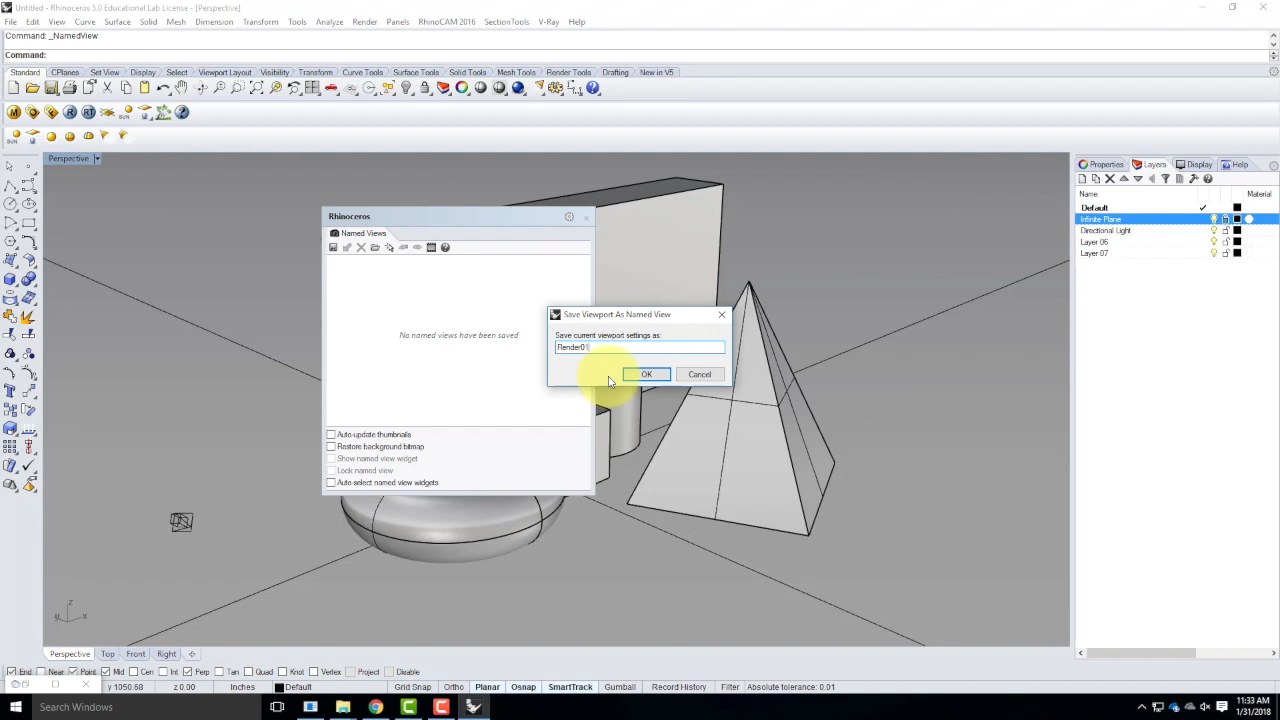 Untitled - Rhinoceros 5.0 Educational Lab License - [Perspective]
File Edit View Curve Surface Solid Mesh Dimension Transform Tools Analyze Render Panels RhinoCAM 2016 SectionTools V-Ray Help
Command: _NamedView
Command:
Standard CPlanes Set View Display Select Viewport Layout Visibility Transform Curve Tools Surface Tools Solid Tools Mesh Tools Render Tools Drafting New in V5
Perspective
Properties Layers Display Help
Name Material
Default
Infinite Plane
Directional Light
Layer 06
Layer 07
Rhinoceros
Named Views
No named views have been saved
Auto-update thumbnails
Restore background bitmap
Show named view widget
Lock named view
Auto-select named view widgets
Save Viewport As Named View
Save current viewport settings as:
Render01
OK Cancel
z
y x
Perspective Top Front Right
End Near Point Mid Cen Int Perp Tan Quad Knot Vertex Project Disable
y 1050.68 z 0.00 Inches Default Grid Snap Ortho Planar Osnap SmartTrack Gumball Record History Filter Absolute tolerance: 0.01
Search Windows
11:33 AM
1/31/2018